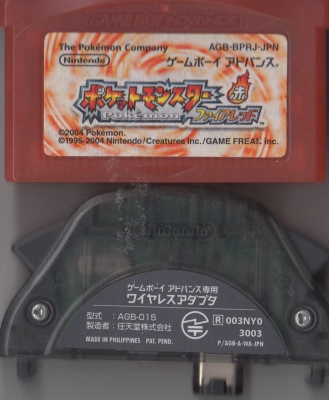 GAME BOY ADVANCE
The Pokémon Company AGB-BPRJ-JPN
Nintendo ゲームボーイ アドバンス®
ポケットモンスター 赤
Pokémon ファイアレッド
©2004 Pokémon.
©1995-2004 Nintendo/Creatures inc./GAME FREAK inc.
Nintendo
ゲームボーイ アドバンス専用
ワイヤレスアダプタ
型式 : AGB-015
製造者 : 任天堂株式会社
R 003NY0
3003
MADE IN PHILIPPINES PAT. PEND.
P/AGB-A-WA-JPN